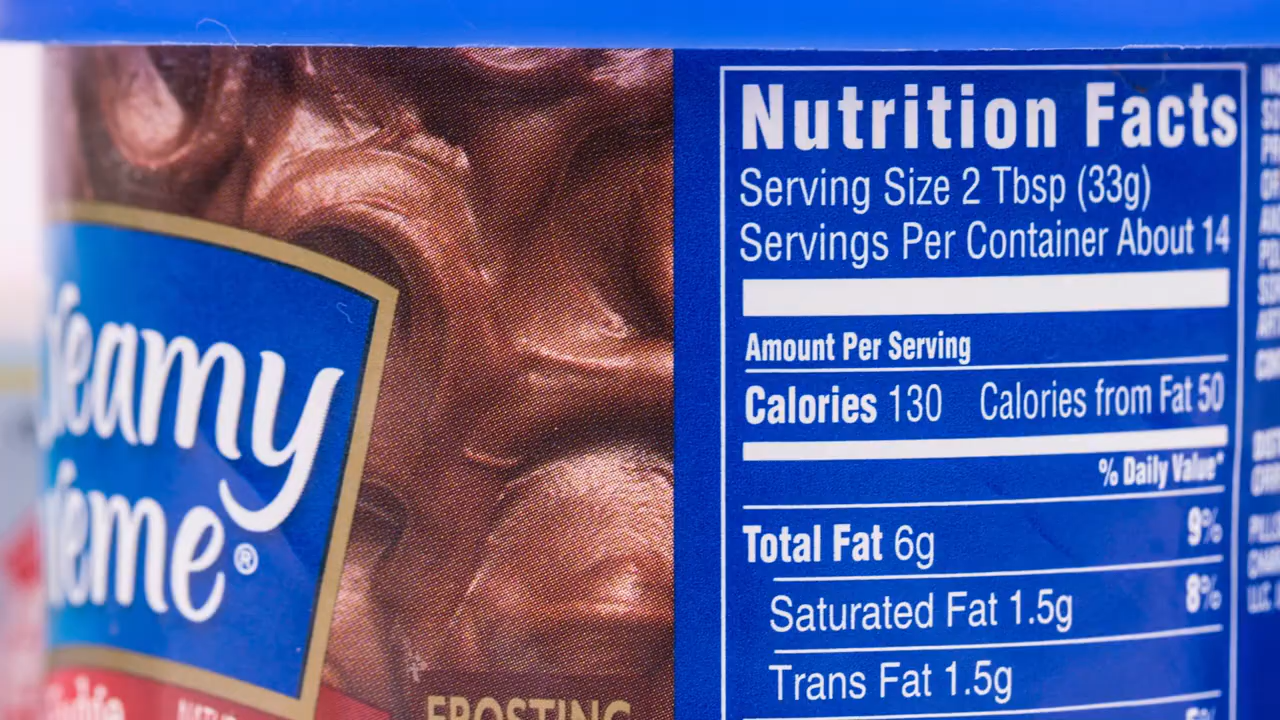 eamy
ème®
FROSTING
Nutrition Facts
Serving Size 2 Tbsp (33g)
Servings Per Container About 14
Amount Per Serving
Calories 130 Calories from Fat 50
% Daily Value*
Total Fat 6g 9%
Saturated Fat 1.5g 8%
Trans Fat 1.5g